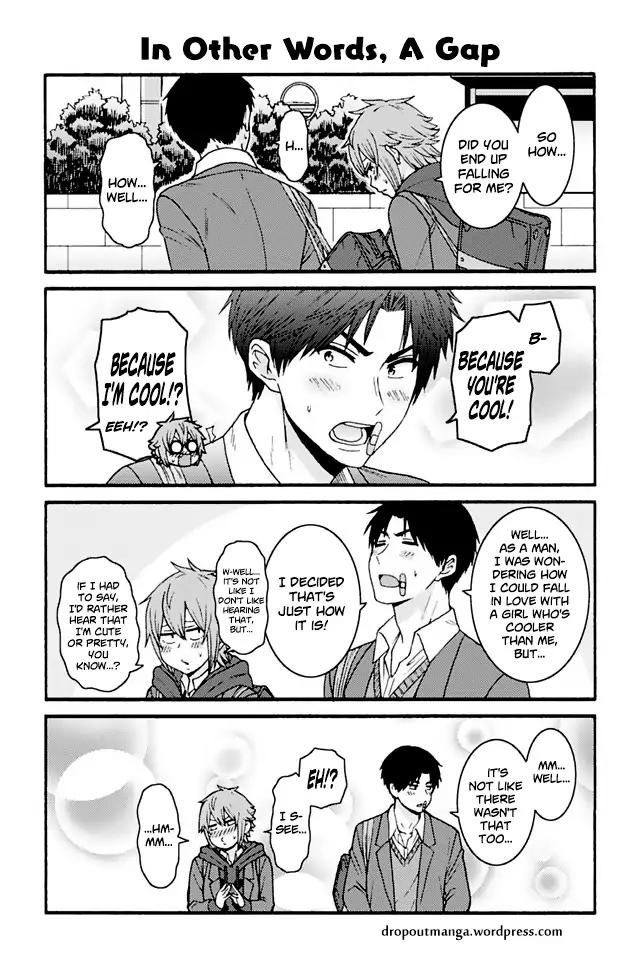 In Other Words, A Gap
SO
HOW...
DID YOU
END UP
FALLING
FOR ME?
H...
HOW...
WELL...
B-
BECAUSE
YOU'RE
COOL!
BECAUSE
I'M COOL!?
EEH!?
WELL...
AS A MAN,
I WAS WON-
DERING HOW
I COULD FALL
IN LOVE WITH
A GIRL WHO'S
COOLER
THAN ME,
BUT...
I DECIDED
THAT'S
JUST HOW
IT IS!
W-WELL...
IT'S NOT
LIKE I
DON'T LIKE
HEARING
THAT,
BUT...
IF I HAD
TO SAY,
I'D RATHER
HEAR THAT
I'M CUTE
OR PRETTY,
YOU
KNOW...?
MM...
WELL...
IT'S
NOT LIKE
THERE
WASN'T
THAT
TOO...
EH!?
I S-
SEE...
...HM-
MM...
dropoutmanga.wordpress.com